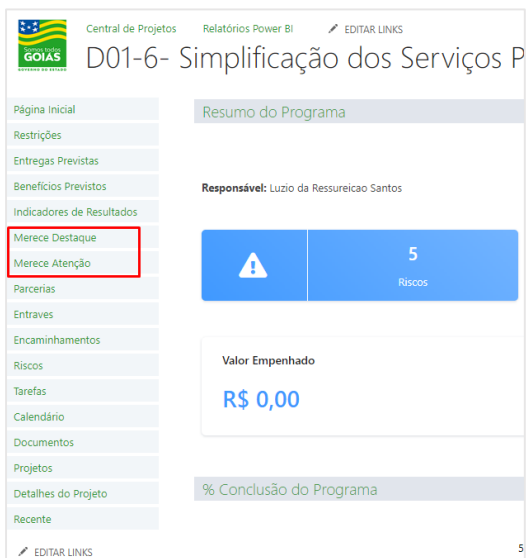 Central de Projetos Relatórios Power BI EDITAR LINKS
Somos todos
GOIÁS
GOVERNO DO ESTADO
D01-6- Simplificação dos Serviços P
Página Inicial
Restrições
Entregas Previstas
Benefícios Previstos
Indicadores de Resultados
Merece Destaque
Merece Atenção
Parcerias
Entraves
Encaminhamentos
Riscos
Tarefas
Calendário
Documentos
Projetos
Detalhes do Projeto
Recente
EDITAR LINKS
Resumo do Programa
Responsável: Luzio da Ressureicao Santos
5
Riscos
Valor Empenhado
R$ 0,00
% Conclusão do Programa
5